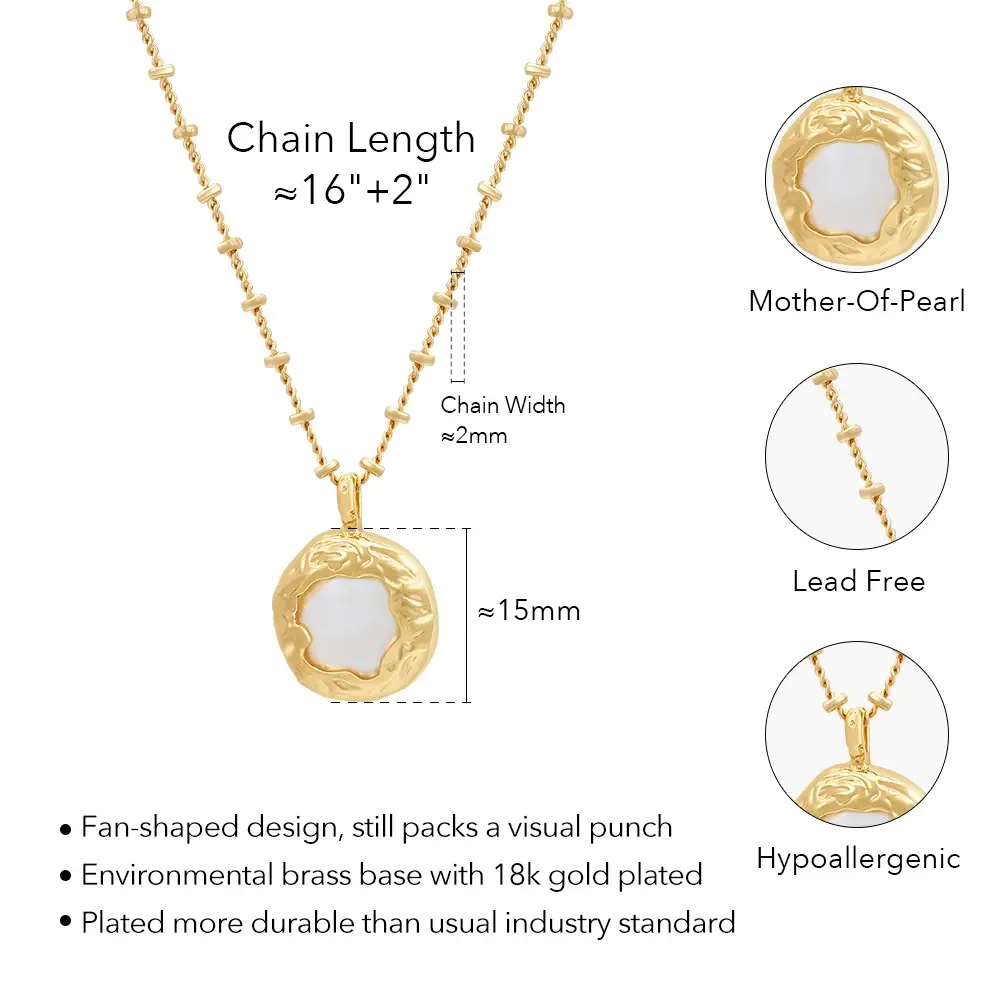 Chain Length
≈16"+2"
Mother-Of-Pearl
Chain Width
≈2mm
Lead Free
≈15mm
• Fan-shaped design, still packs a visual punch
• Environmental brass base with 18k gold plated
• Plated more durable than usual industry standard
Hypoallergenic